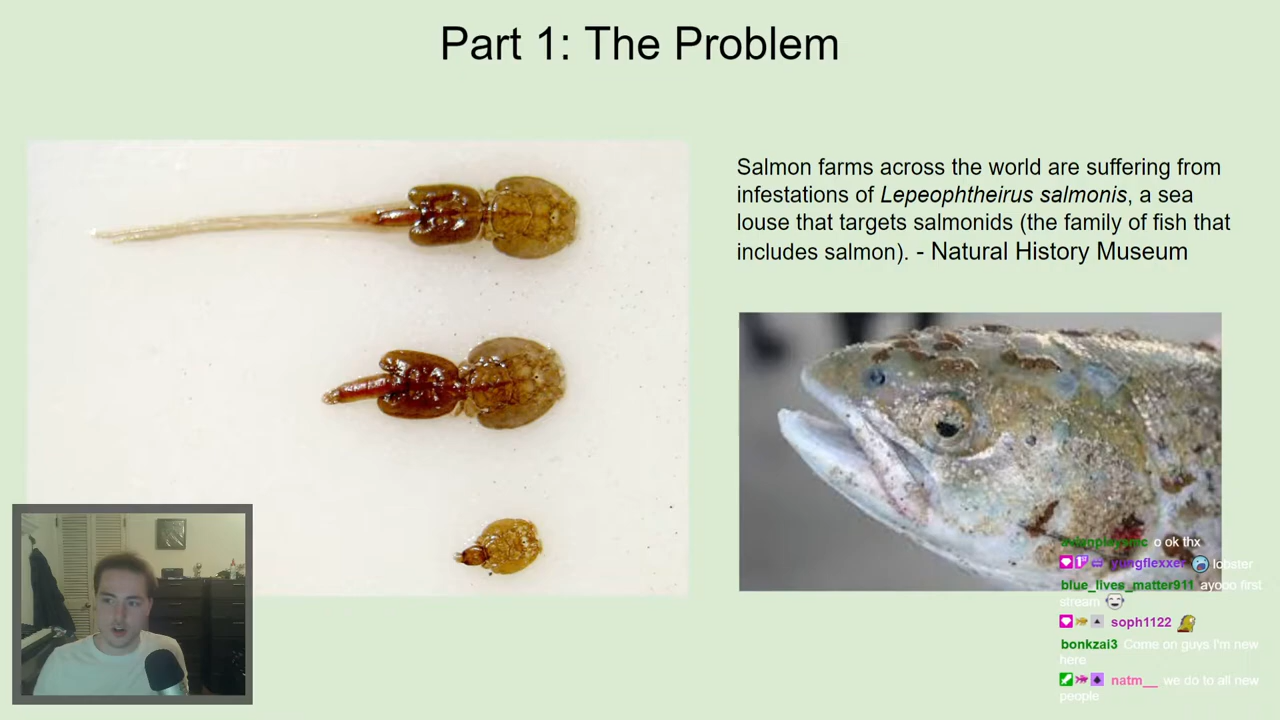 Part 1: The Problem
Salmon farms across the world are suffering from
infestations of Lepeophtheirus salmonis, a sea
louse that targets salmonids (the family of fish that
includes salmon). - Natural History Museum
o ok thx
yungflexxer lobster
blue_lives_matter911 ayooo first
stream
soph1122
bonkzai3 Come on guys I'm new
here
natm__ we do to all new
people